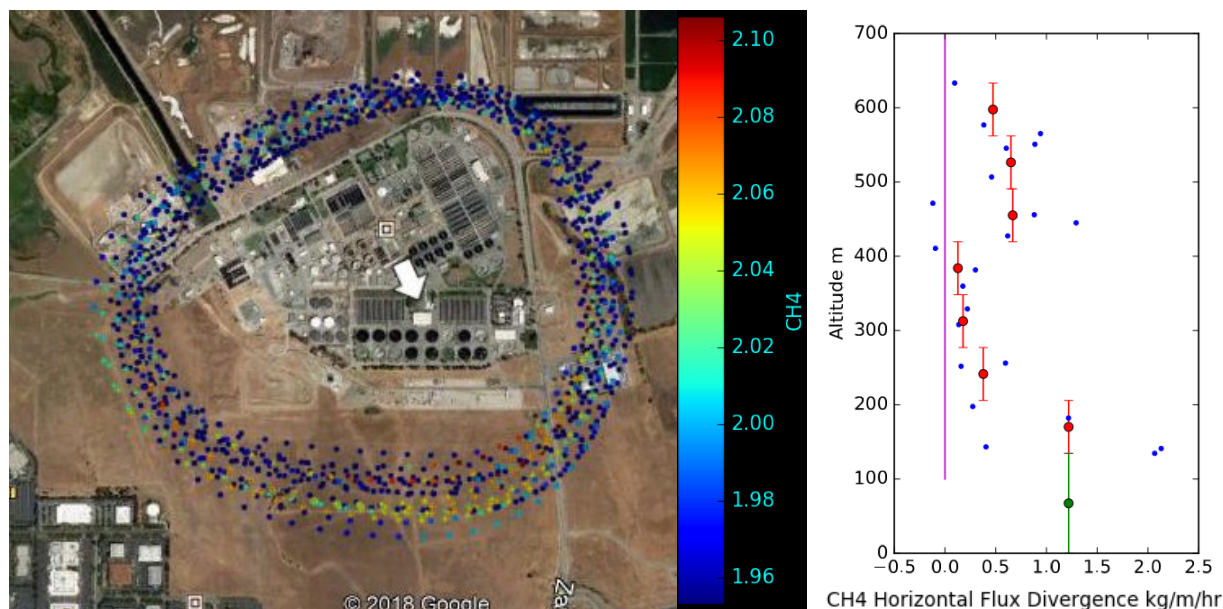 2.10
2.08
2.06
2.04
2.02
2.00
1.98
1.96
CH4
© 2018 Google
Za
700
600
500
400
300
200
100
0
Altitude m
−0.5 0.0 0.5 1.0 1.5 2.0 2.5
CH4 Horizontal Flux Divergence kg/m/hr